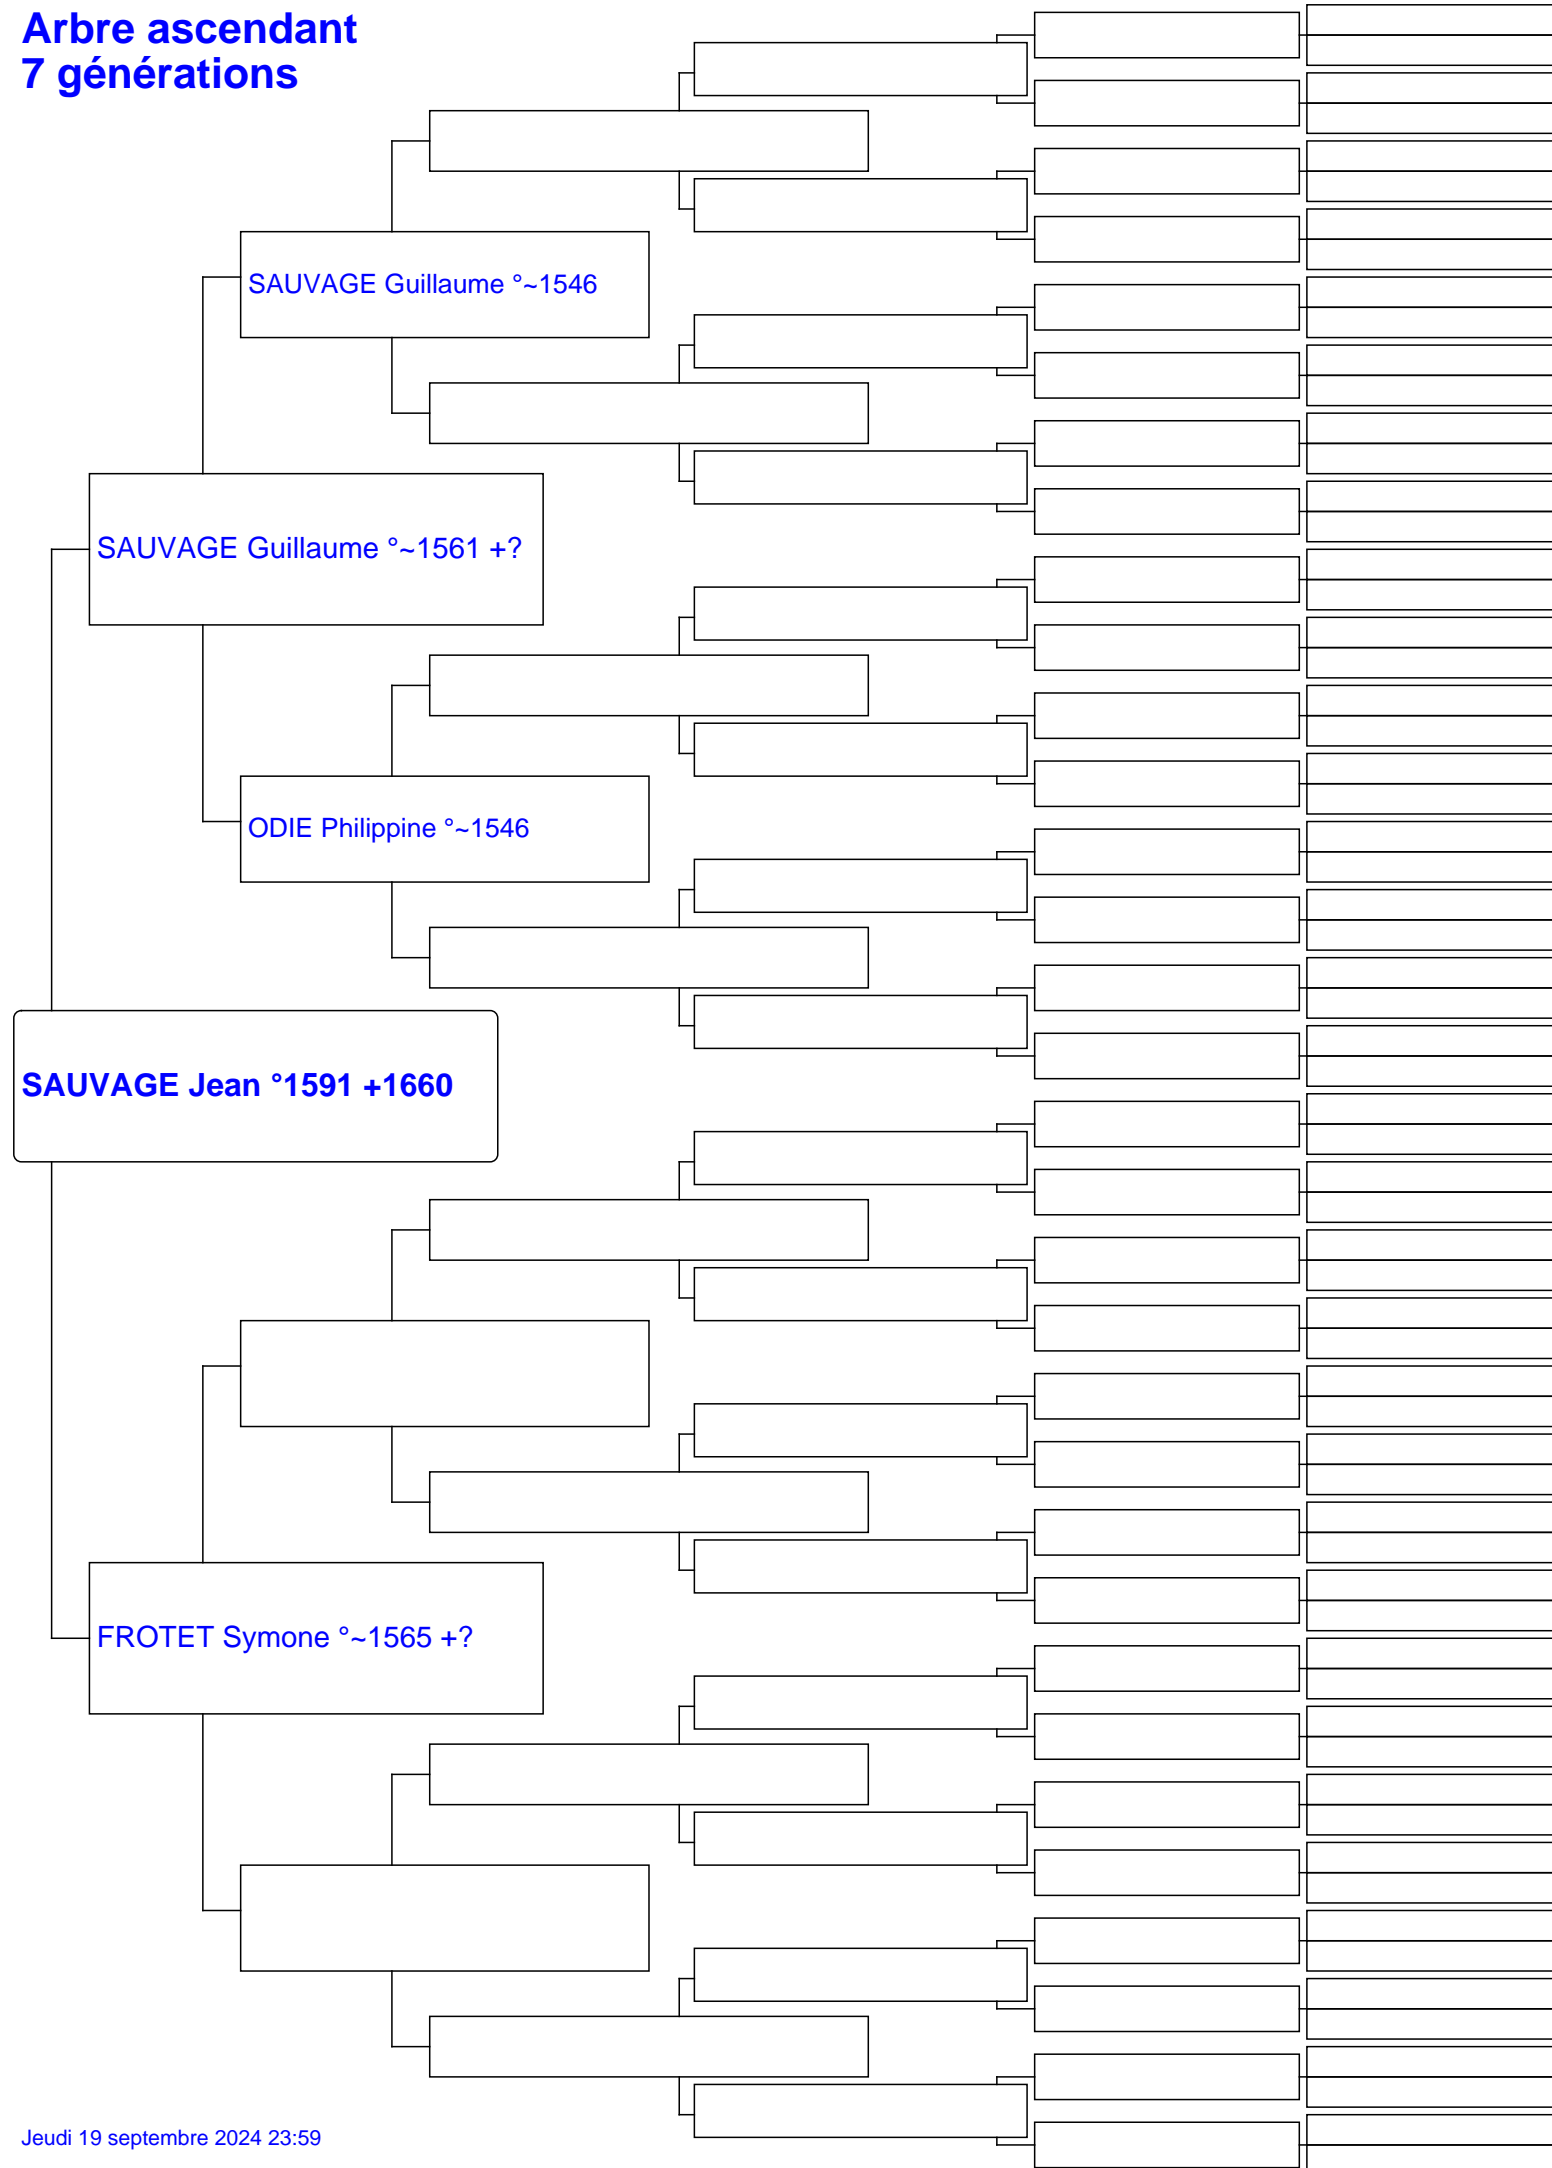 Arbre ascendant
7 générations
SAUVAGE Guillaume °~1546
SAUVAGE Guillaume °~1561 +?
ODIE Philippine °~1546
SAUVAGE Jean °1591 +1660
FROTET Symone °~1565 +?
Jeudi 19 septembre 2024 23:59